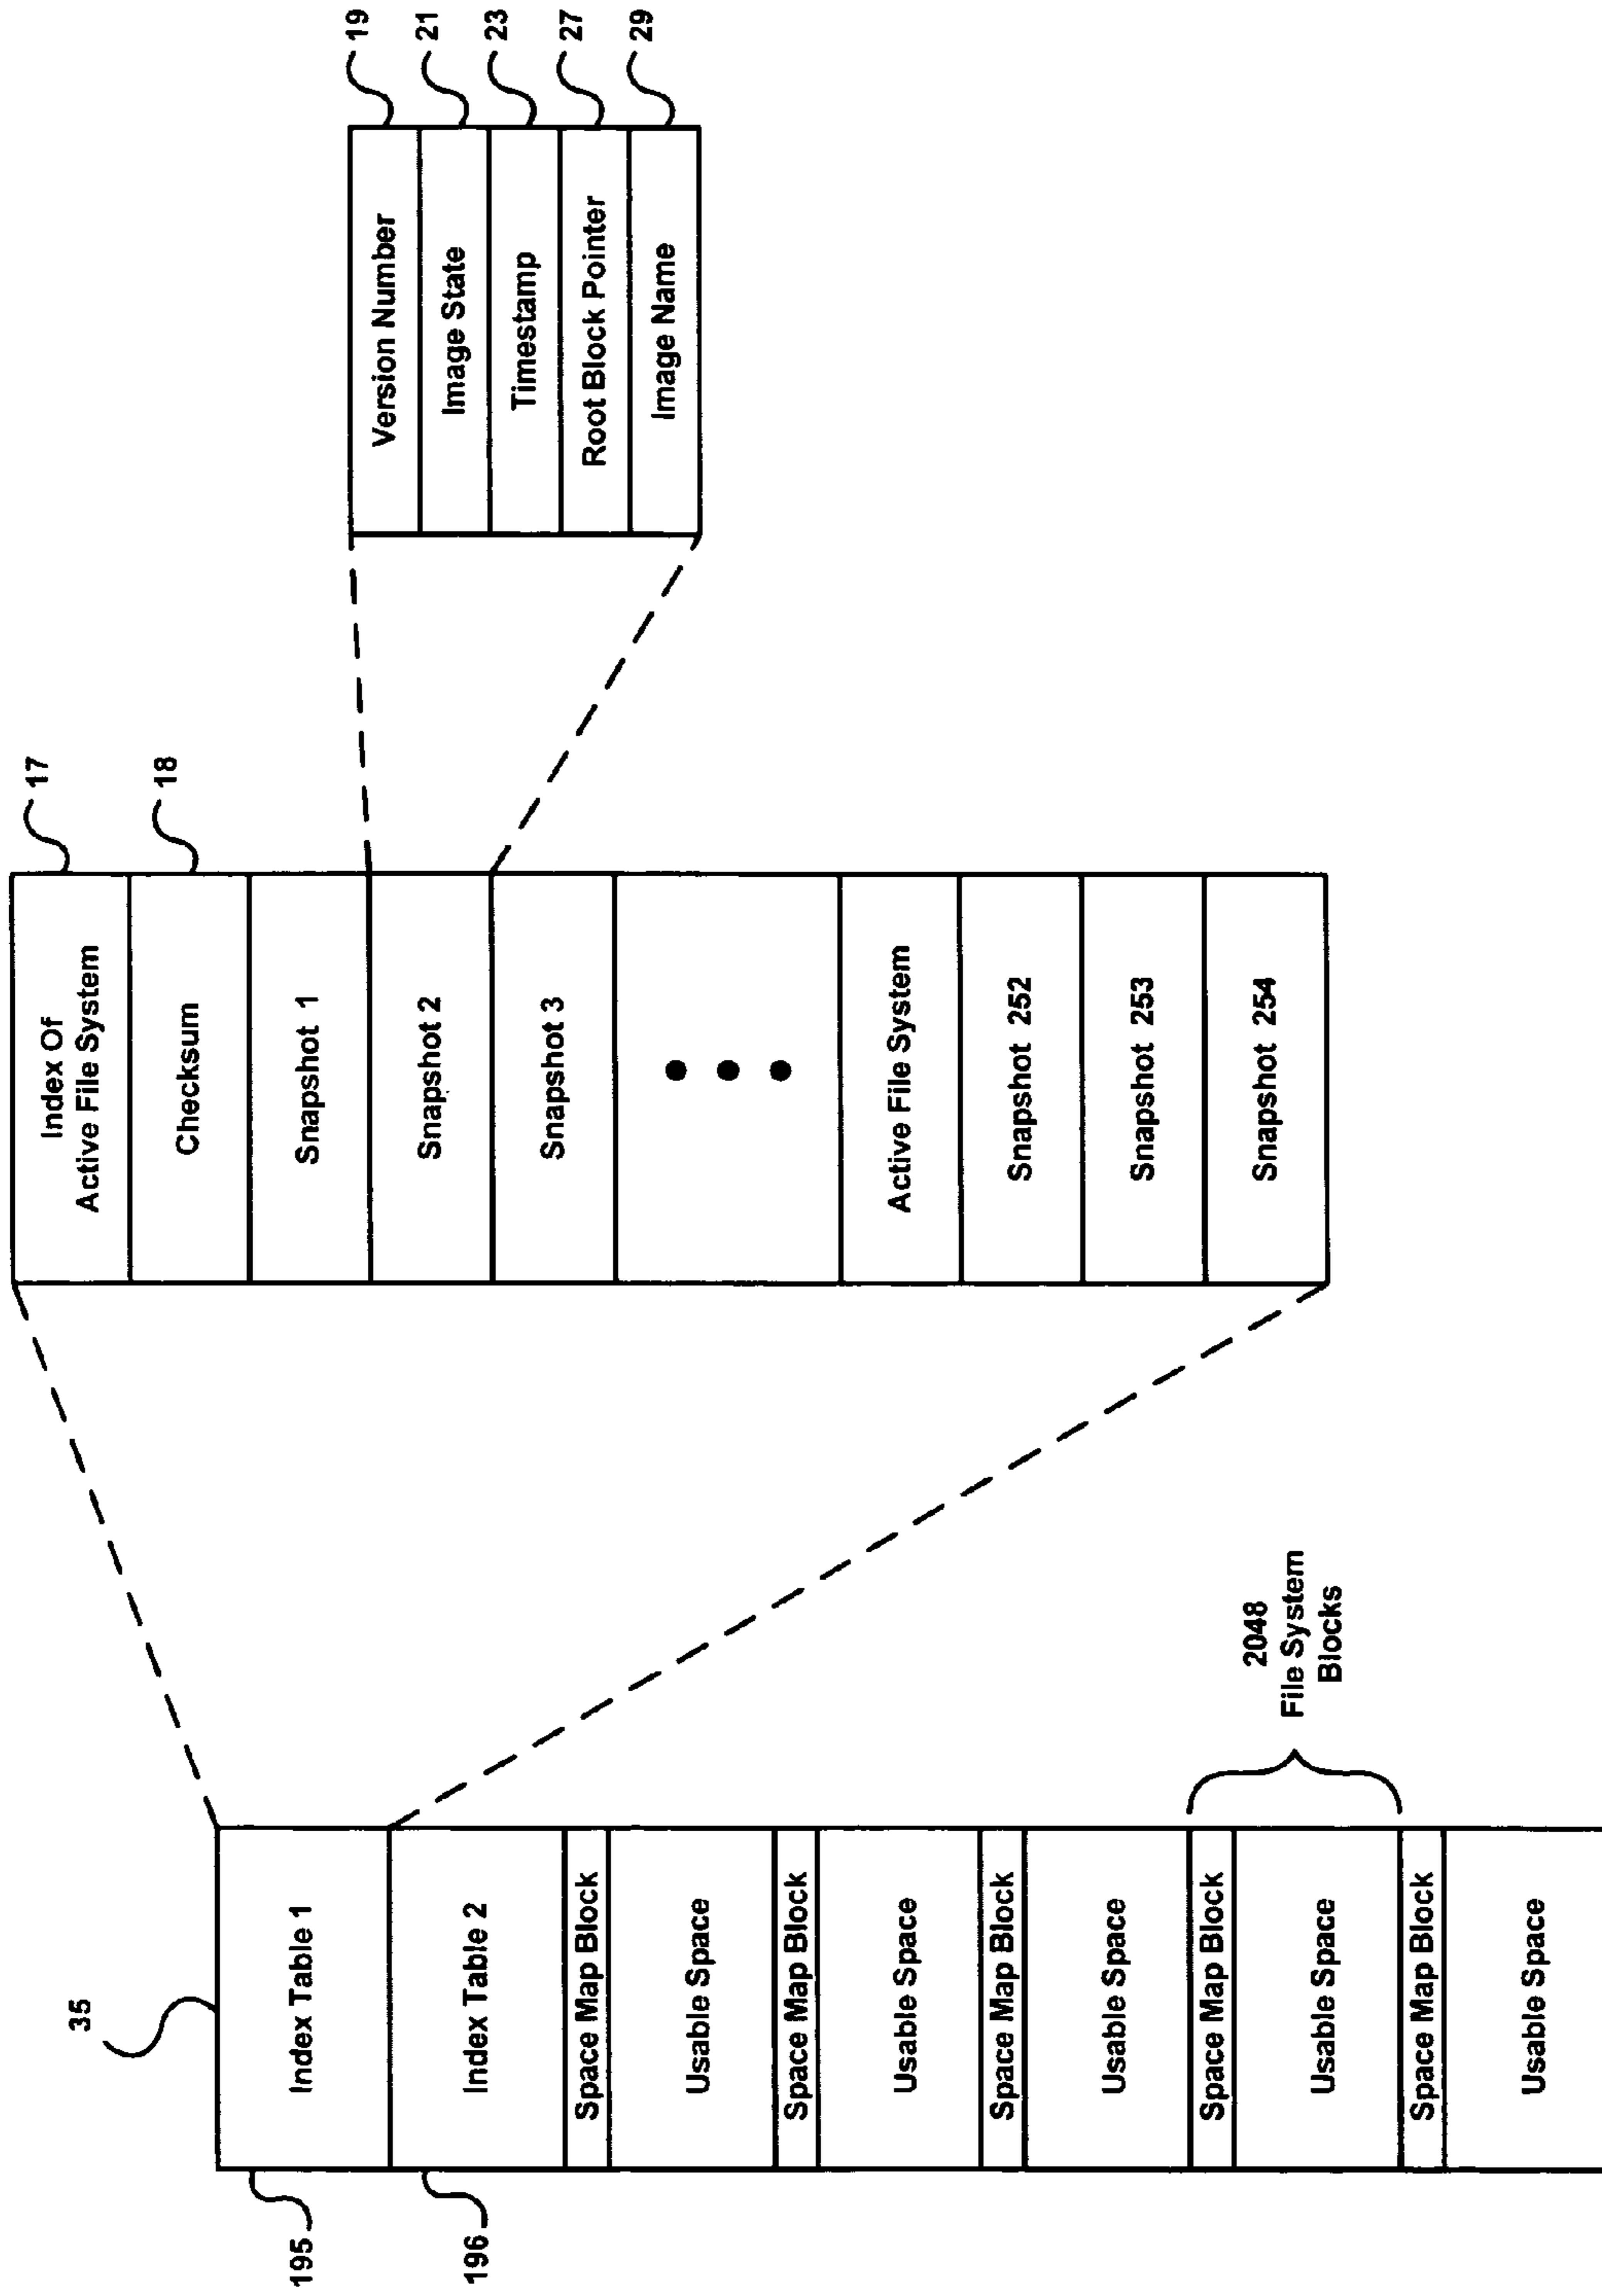 35
195
196
Index Table 1
Index Table 2
Space Map Block
Usable Space
Space Map Block
Usable Space
Space Map Block
Usable Space
Space Map Block
Usable Space
Space Map Block
Usable Space
2048
File System
Blocks
17
18
Index Of
Active File System
Checksum
Snapshot 1
Snapshot 2
Snapshot 3
Active File System
Snapshot 252
Snapshot 253
Snapshot 254
Version Number
19
Image State
21
Timestamp
23
Root Block Pointer
27
Image Name
29